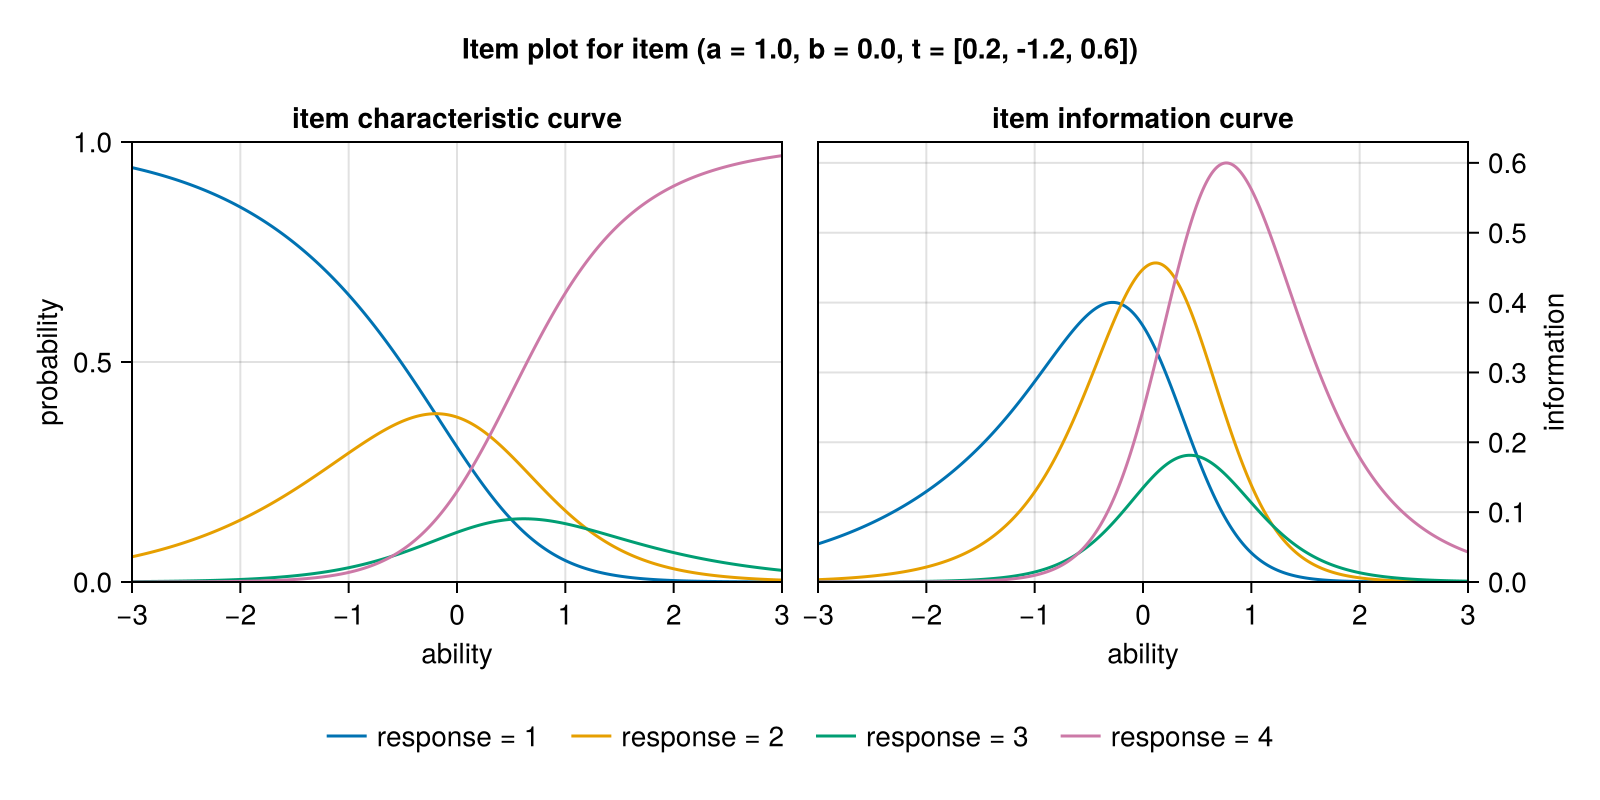 Item plot for item (a = 1.0, b = 0.0, t = [0.2, -1.2, 0.6])
item characteristic curve
item information curve
probability
1.0
0.5
0.0
−3 −2 −1 0 1 2 3
ability
−3 −2 −1 0 1 2 3
ability
0.6
0.5
0.4
0.3
0.2
0.1
0.0
information
response = 1 response = 2 response = 3 response = 4